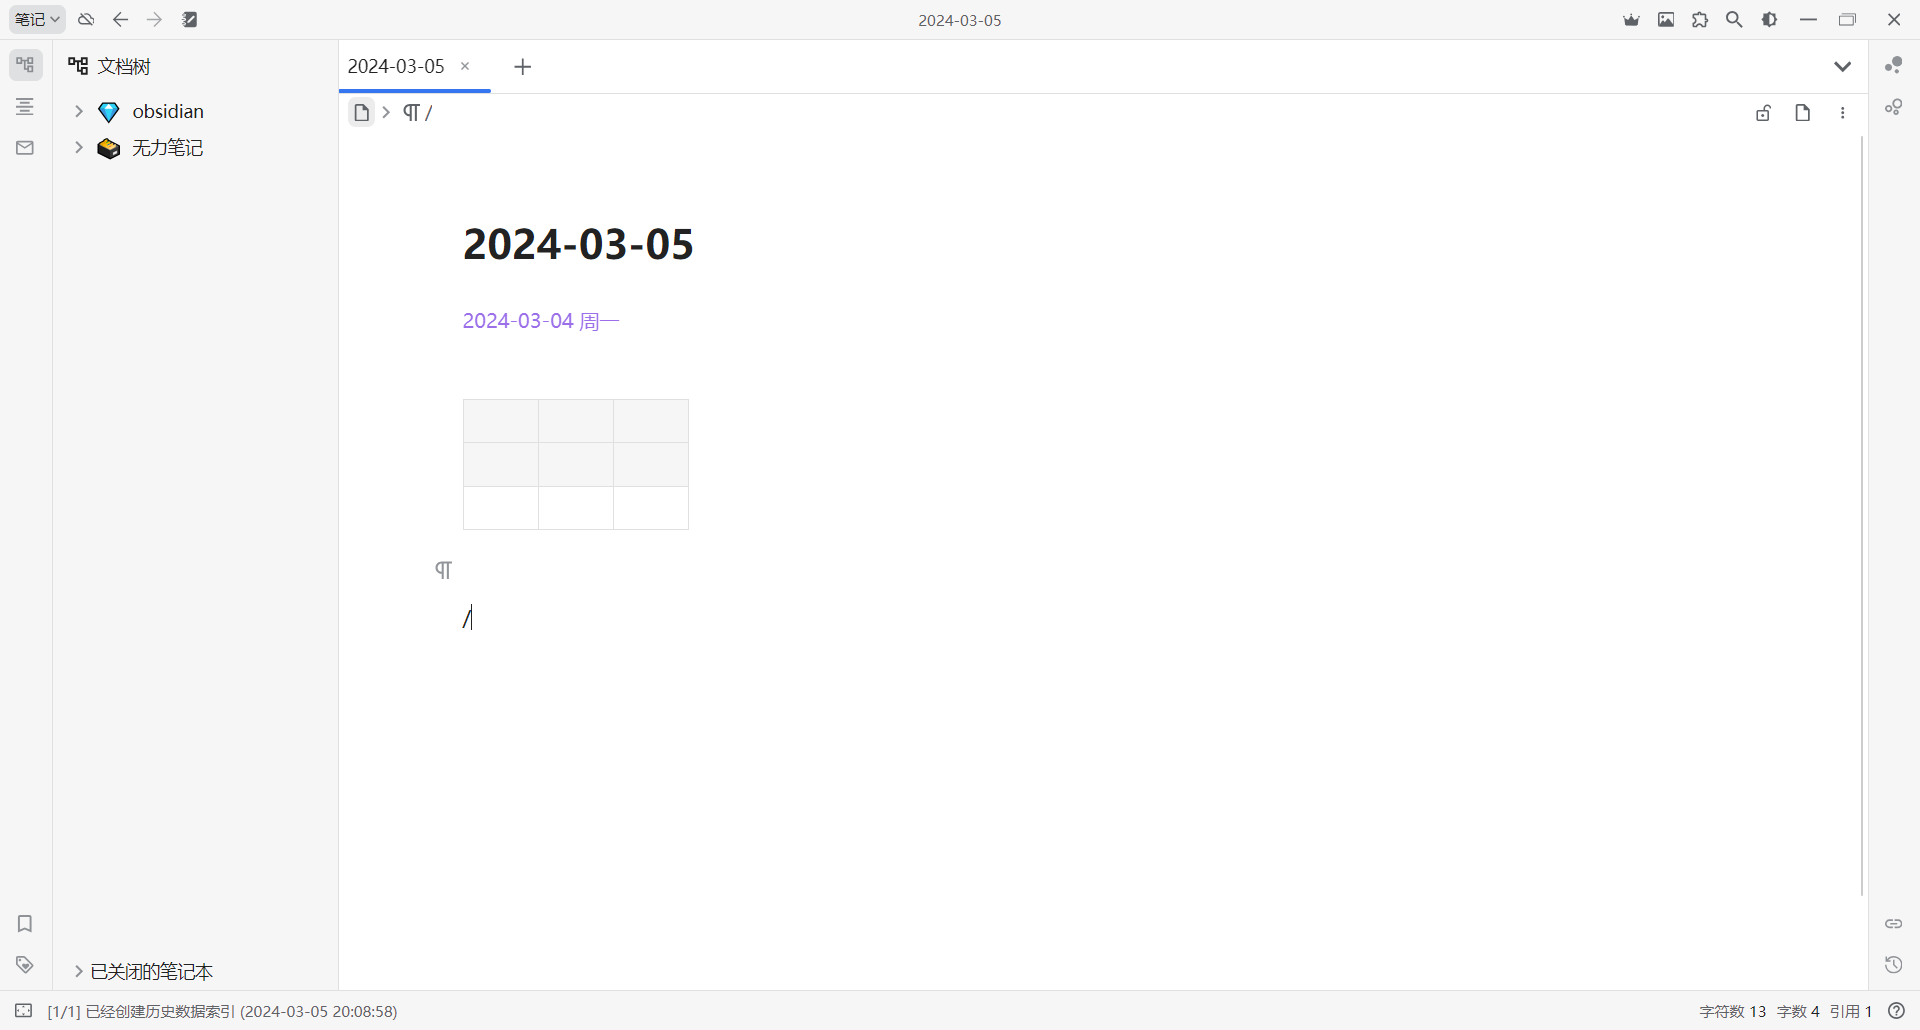 笔记
2024-03-05
文档树
obsidian
无力笔记
已关闭的笔记本
2024-03-05
/
2024-03-05
2024-03-04 周一
/
[1/1] 已经创建历史数据索引 (2024-03-05 20:08:58)
字符数 13 字数 4 引用 1